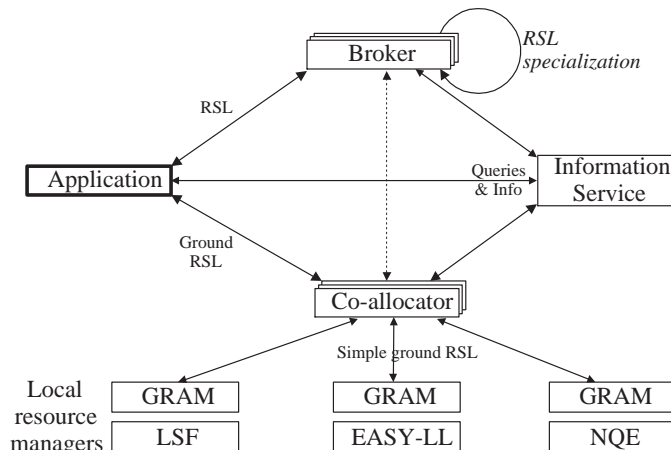 RSL
specialization
Broker
RSL
Application
Queries
& Info
Information
Service
Ground
RSL
Co-allocator
Simple ground RSL
Local
resource
managers
GRAM
GRAM
GRAM
LSF
EASY-LL
NQE